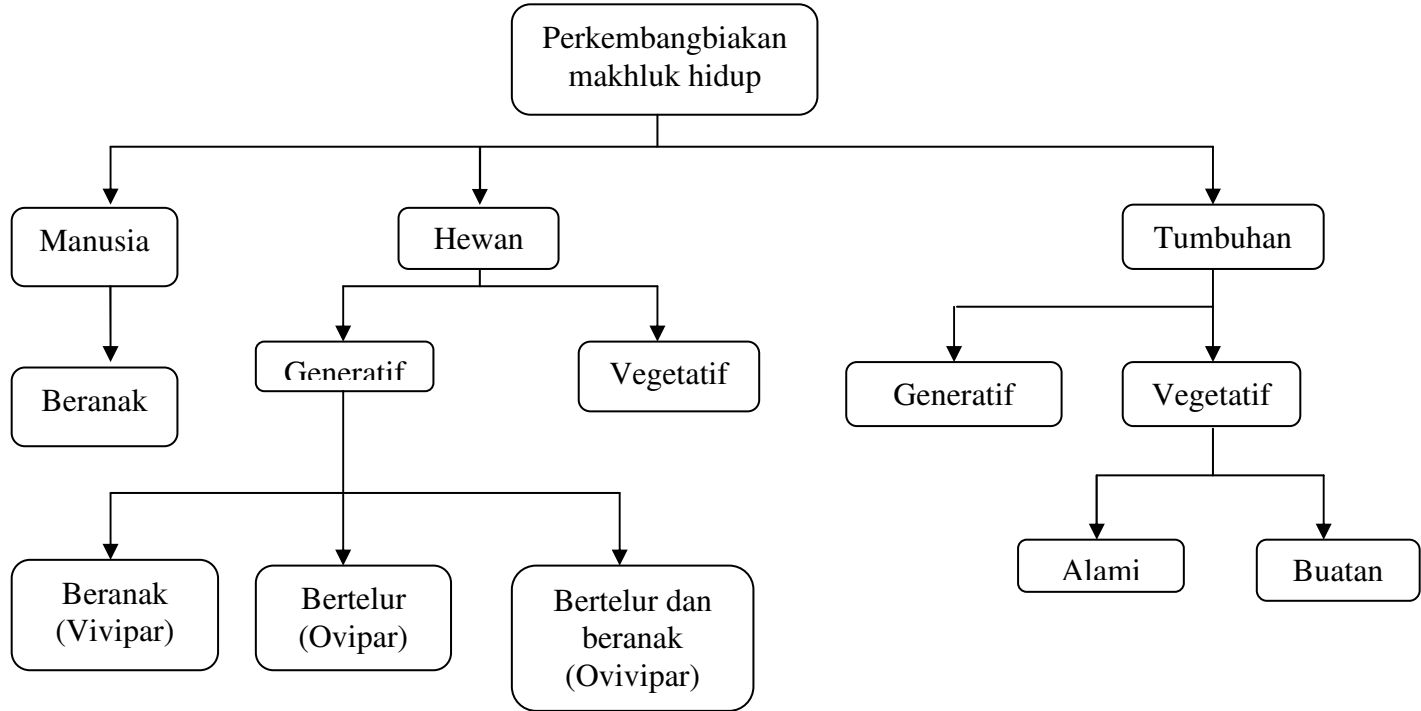 Perkembangbiakan
makhluk hidup
Manusia
Hewan
Tumbuhan
Generatif
Vegetatif
Generatif
Vegetatif
Beranak
Alami
Buatan
Beranak
(Vivipar)
Bertelur
(Ovipar)
Bertelur dan
beranak
(Ovivipar)